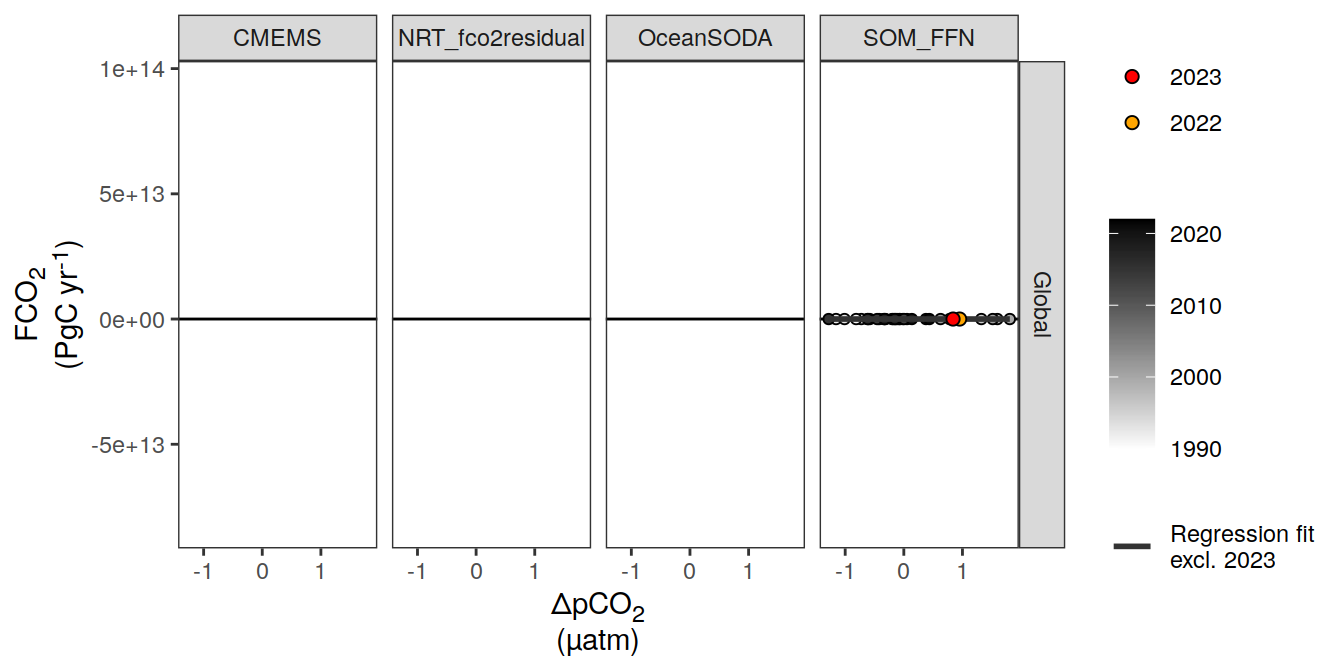 CMEMS NRT_fco2residual OceanSODA SOM_FFN
1e+14
5e+13
0e+00
-5e+13
FCO₂
(PgC yr⁻¹)
Global
-1 0 1 -1 0 1 -1 0 1 -1 0 1
ΔpCO₂
(µatm)
2023
2022
2020
2010
2000
1990
Regression fit
excl. 2023